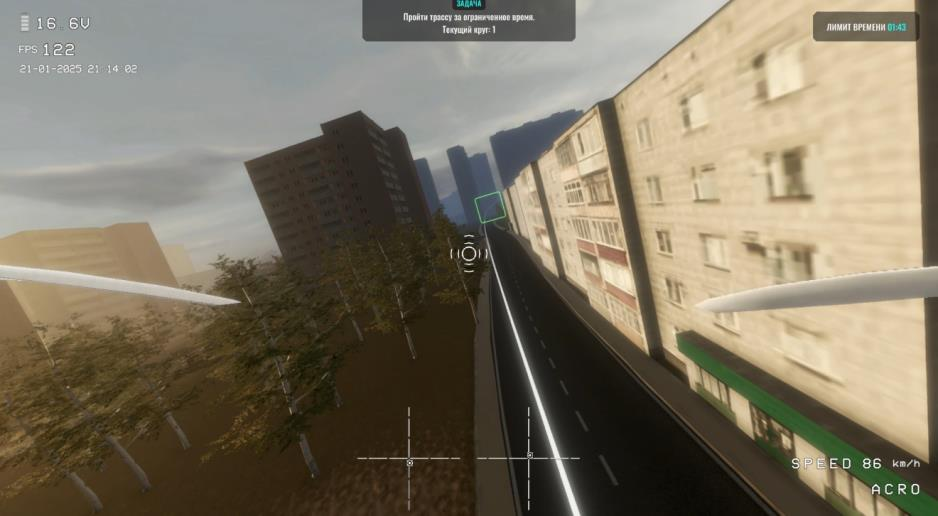 16.6V
FPS 122
21-01-2025 21:14:02
ЗАДАЧА
Пройти трассу за ограниченное время.
Текущий круг: 1
ЛИМИТ ВРЕМЕНИ 01:43
SPEED 86 km/h
ACRO